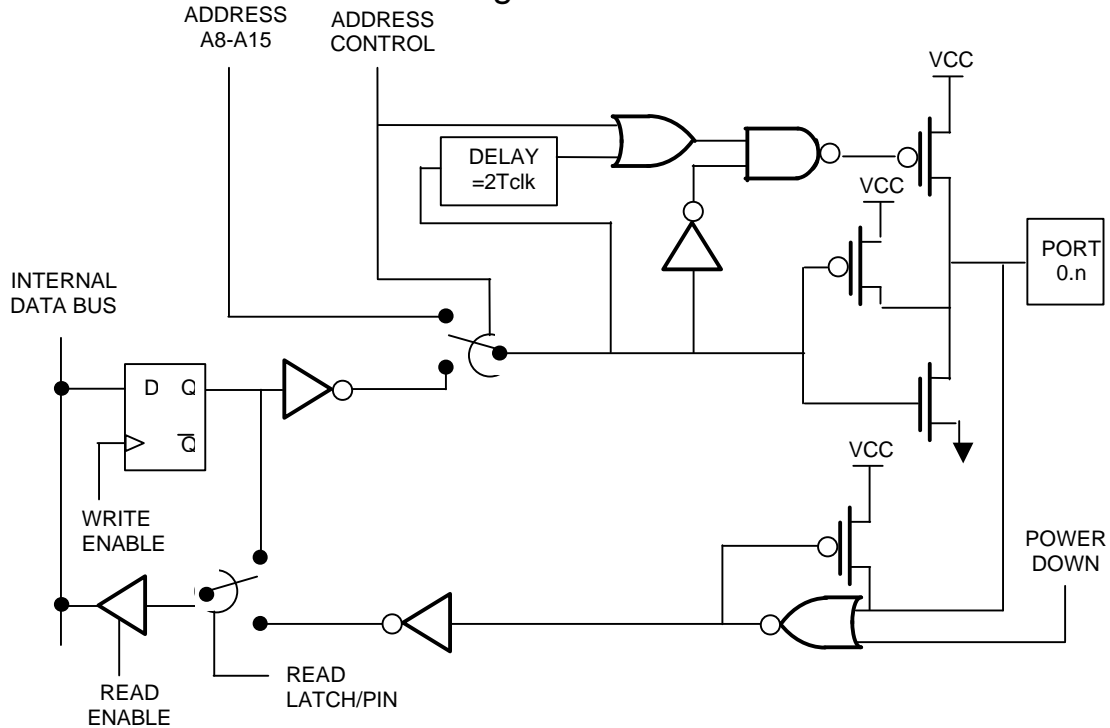 ADDRESS
A8-A15
ADDRESS
CONTROL
VCC
DELAY
=2Tclk
VCC
PORT
0.n
INTERNAL
DATA BUS
D Q
Q
WRITE
ENABLE
VCC
POWER
DOWN
READ
LATCH/PIN
READ
ENABLE